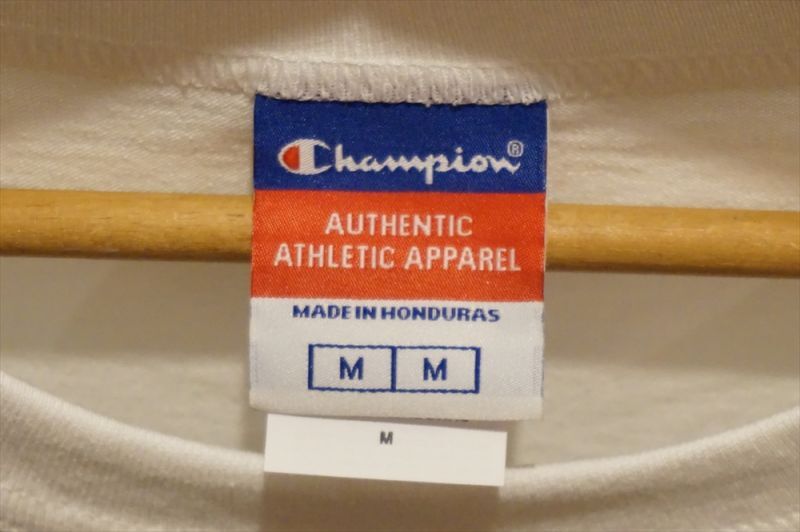 Champion®
AUTHENTIC
ATHLETIC APPAREL
MADE IN HONDURAS
M M
M